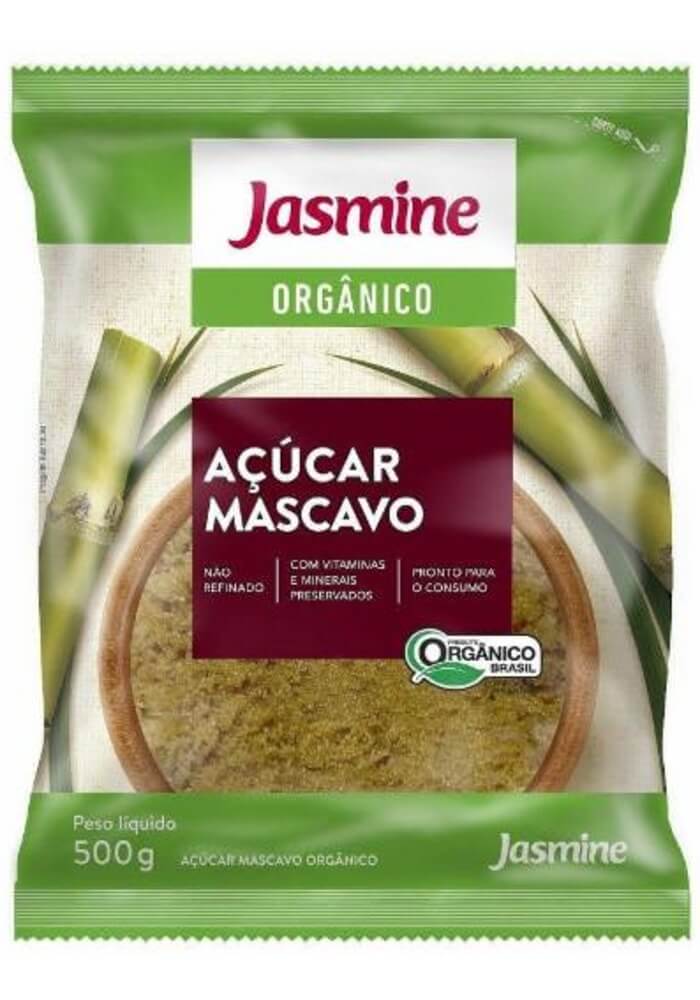 Jasmine
ORGÂNICO
AÇÚCAR
MASCAVO
NÃO
REFINADO
COM VITAMINAS
E MINERAIS
PRESERVADOS
PRONTO PARA
O CONSUMO
PRODUTO
ORGÂNICO
BRASIL
Peso líquido
500g
AÇÚCAR MASCAVO ORGÂNICO
Jasmine